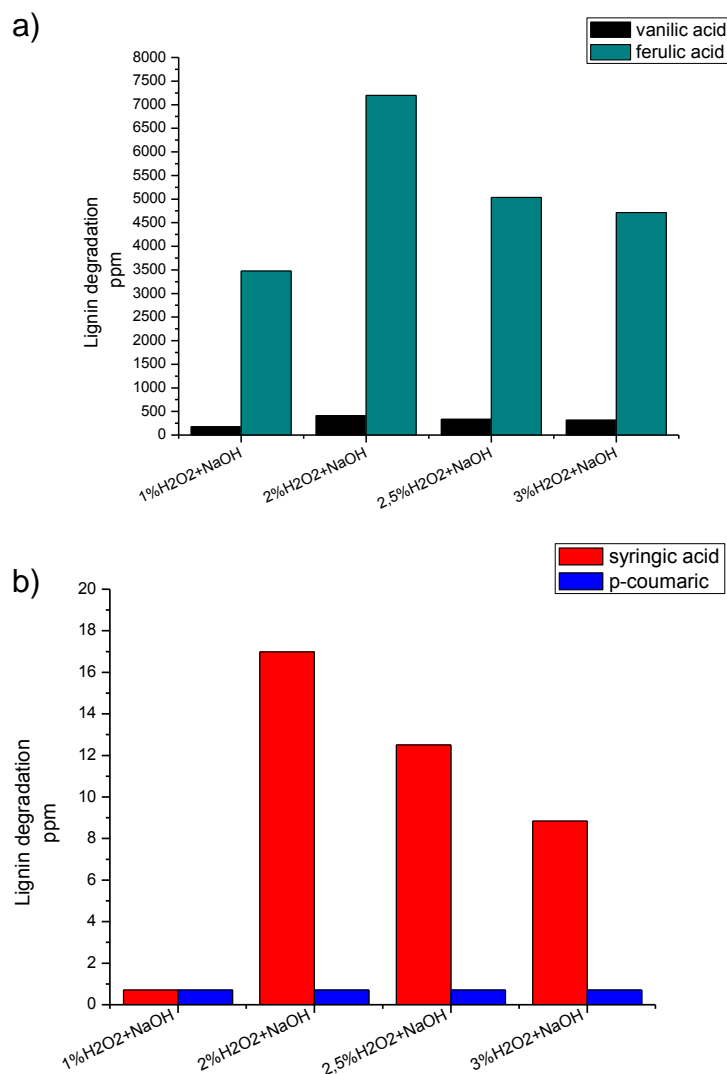 a)
vanilic acid
ferulic acid
8000
7500
7000
6500
6000
5500
5000
4500
4000
3500
3000
2500
2000
1500
1000
500
0
Lignin degradation
ppm
1%H2O2+NaOH
2%H2O2+NaOH
2,5%H2O2+NaOH
3%H2O2+NaOH
b)
syringic acid
p-coumaric
20
18
16
14
12
10
8
6
4
2
0
Lignin degradation
ppm
1%H2O2+NaOH
2%H2O2+NaOH
2,5%H2O2+NaOH
3%H2O2+NaOH